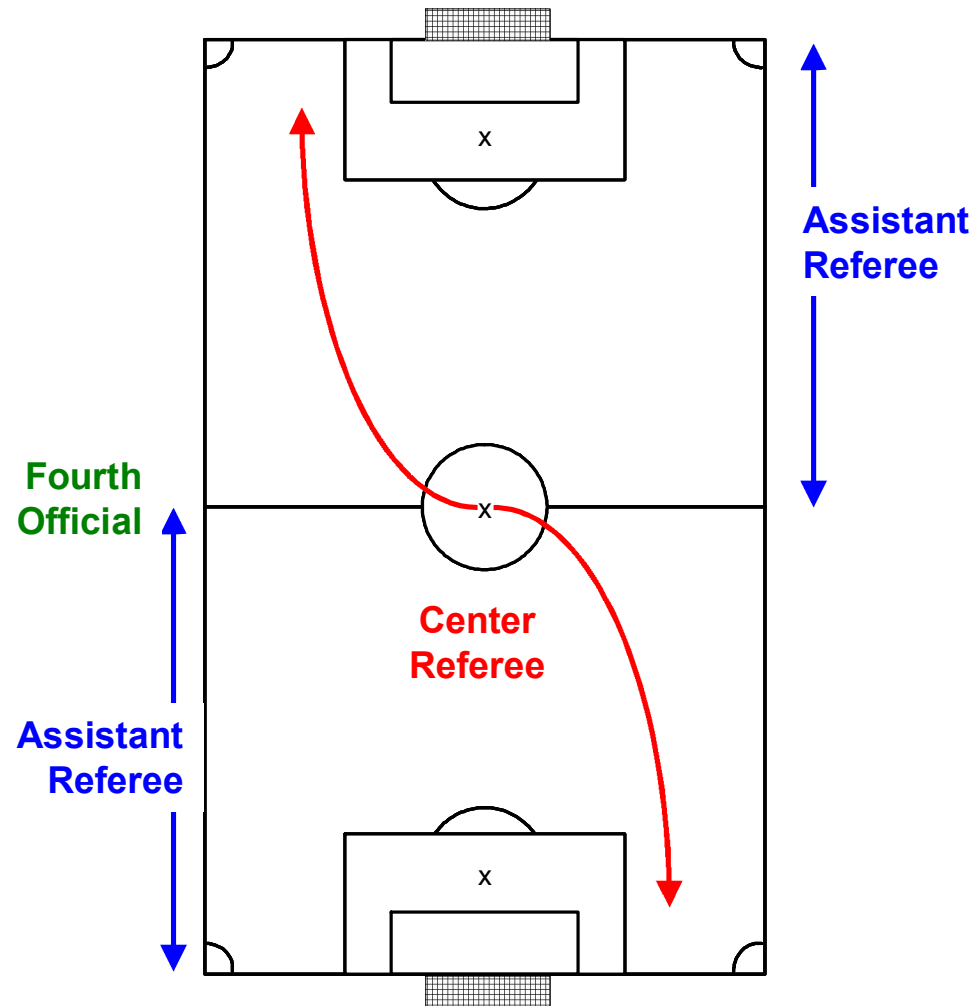 x
Assistant
Referee
Fourth
Official
x
Center
Referee
Assistant
Referee
x